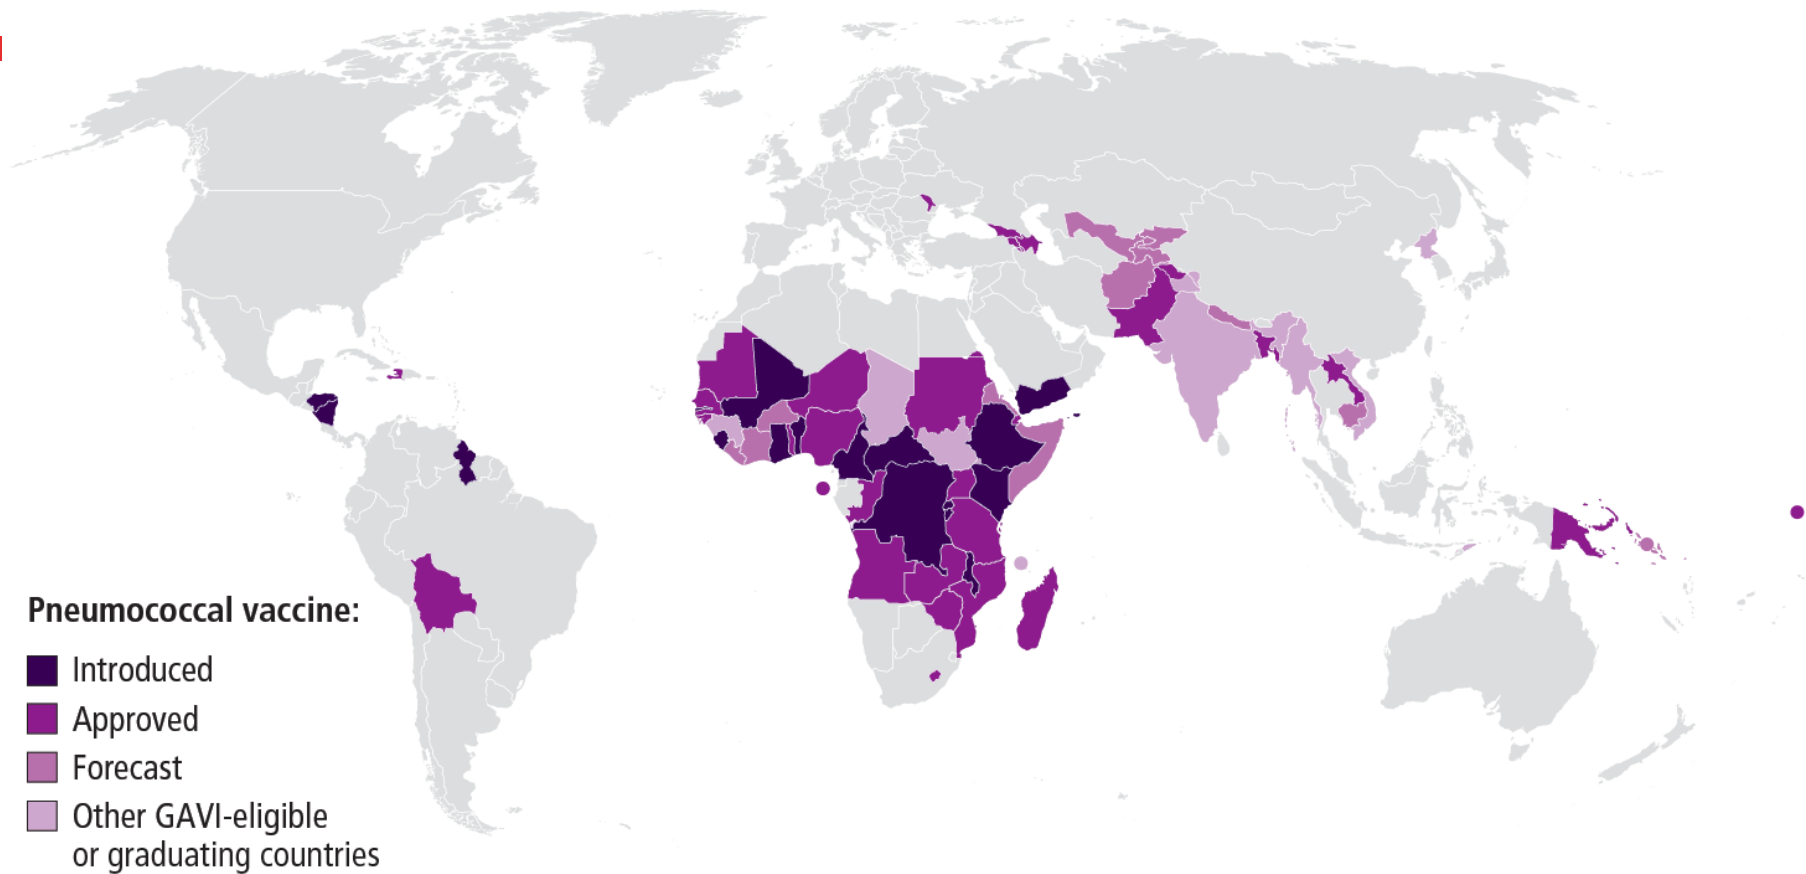 Pneumococcal vaccine:
Introduced
Approved
Forecast
Other GAVI-eligible
or graduating countries